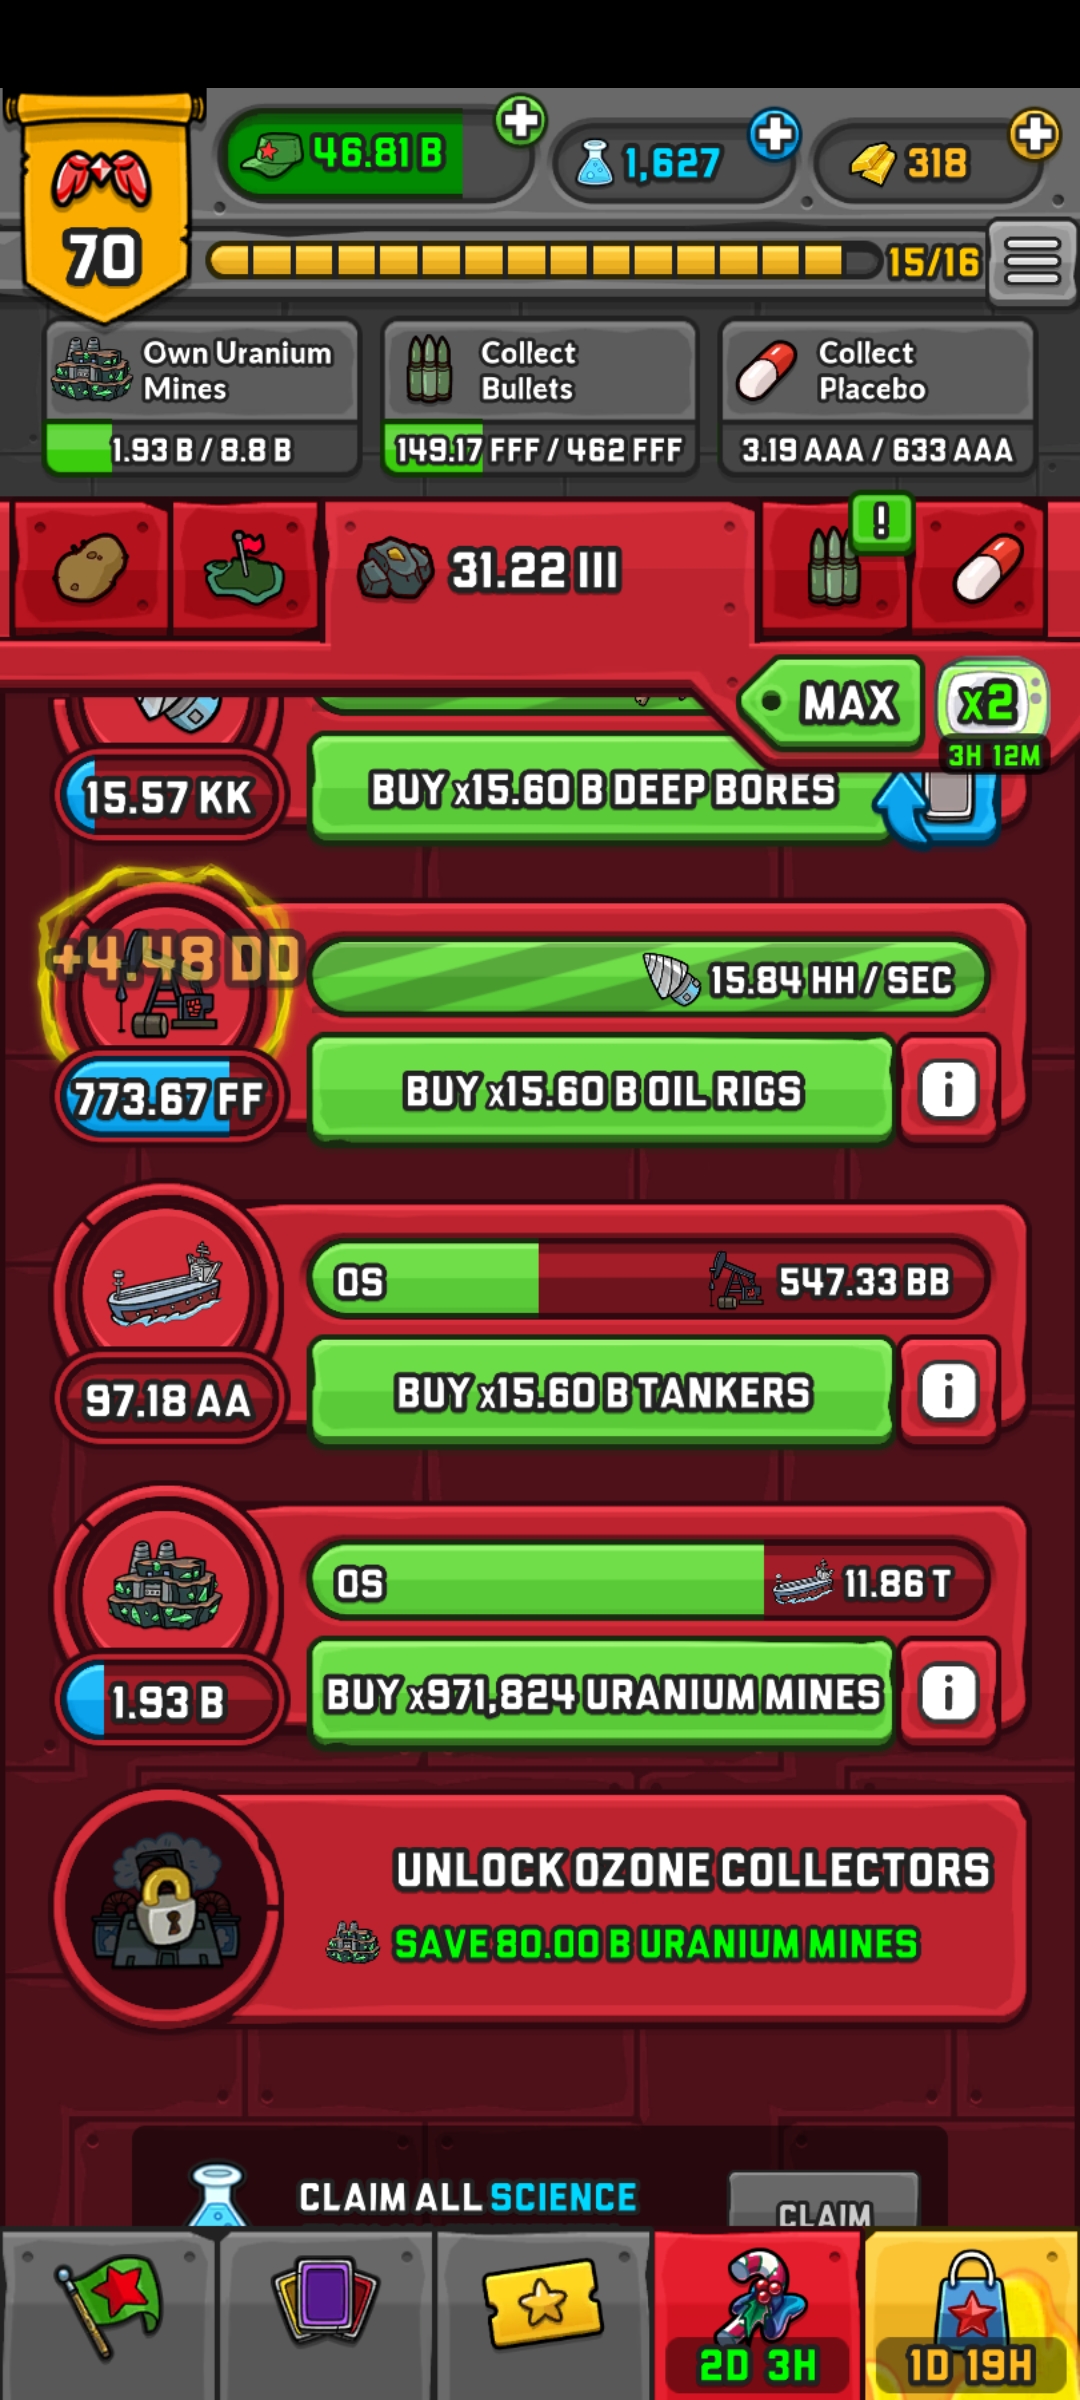 46.81 B
1,627
318
70
15/16
Own Uranium
Mines
1.93 B / 8.8 B
Collect
Bullets
149.17 FFF / 462 FFF
Collect
Placebo
3.19 AAA / 633 AAA
31.22 III
!
MAX
x2
3H 12M
15.57 KK
BUY x15.60 B DEEP BORES
+4.48 DD
15.84 HH / SEC
773.67 FF
BUY x15.60 B OIL RIGS
i
0S
547.33 BB
97.18 AA
BUY x15.60 B TANKERS
i
0S
11.86 T
1.93 B
BUY x971,824 URANIUM MINES
i
UNLOCK OZONE COLLECTORS
SAVE 80.00 B URANIUM MINES
CLAIM ALL SCIENCE
CLAIM
2D 3H
1D 19H